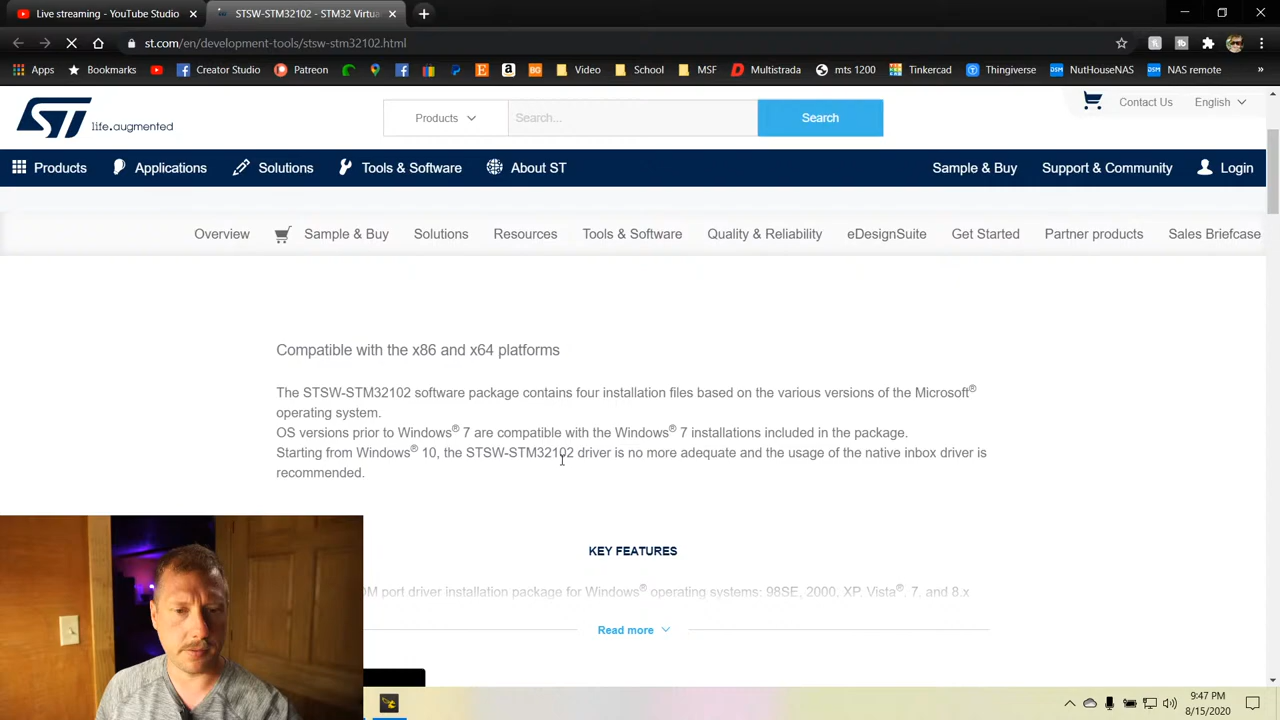 Live streaming - YouTube Studio
STSW-STM32102 - STM32 Virtua
st.com/en/development-tools/stsw-stm32102.html
Apps Bookmarks Creator Studio Patreon Video School MSF Multistrada mts 1200 Tinkercad Thingiverse NutHouseNAS NAS remote »
ST life.augmented
Products Search... Search
Contact Us English
Products Applications Solutions Tools & Software About ST Sample & Buy Support & Community Login
Overview Sample & Buy Solutions Resources Tools & Software Quality & Reliability eDesignSuite Get Started Partner products Sales Briefcase
Compatible with the x86 and x64 platforms
The STSW-STM32102 software package contains four installation files based on the various versions of the Microsoft®
operating system.
OS versions prior to Windows® 7 are compatible with the Windows® 7 installations included in the package.
Starting from Windows® 10, the STSW-STM32102 driver is no more adequate and the usage of the native inbox driver is
recommended.
KEY FEATURES
port driver installation package for Windows® operating systems: 98SE, 2000, XP, Vista®, 7, and 8.x
Read more
9:47 PM
8/15/2020